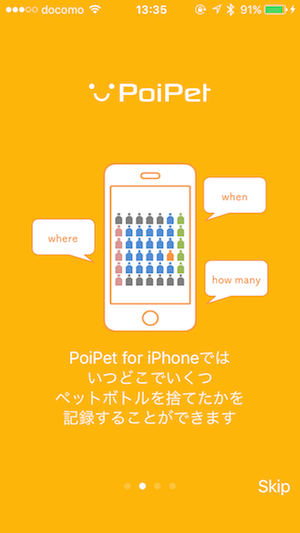 docomo 13:35 91%
PoiPet
when
where
how many
PoiPet for iPhoneでは
いつどこでいくつ
ペットボトルを捨てたかを
記録することができます
Skip